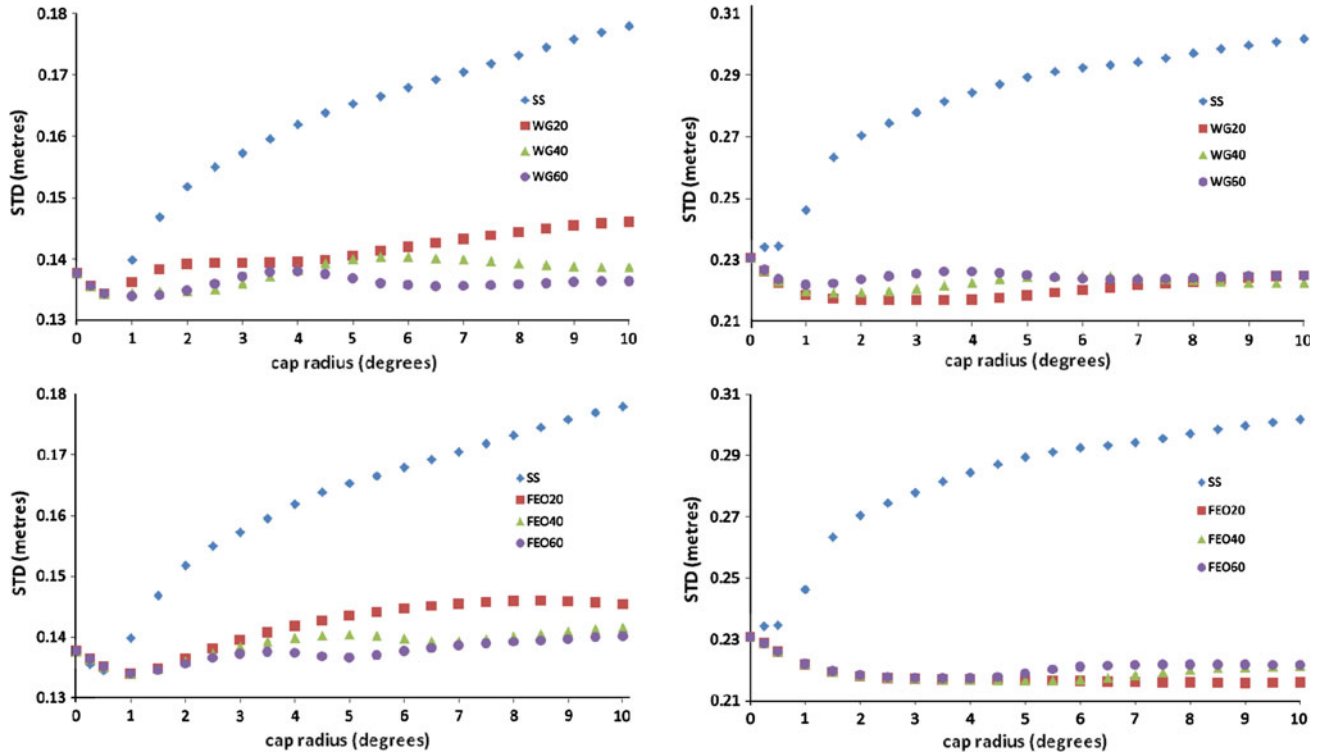 0.18
0.17
0.16
0.15
0.14
0.13
STD (metres)
0 1 2 3 4 5 6 7 8 9 10
cap radius (degrees)
SS
WG20
WG40
WG60
0.31
0.29
0.27
0.25
0.23
0.21
STD (metres)
0 1 2 3 4 5 6 7 8 9 10
cap radius (degrees)
SS
WG20
WG40
WG60
0.18
0.17
0.16
0.15
0.14
0.13
STD (metres)
0 1 2 3 4 5 6 7 8 9 10
cap radius (degrees)
SS
FEO20
FEO40
FEO60
0.31
0.29
0.27
0.25
0.23
0.21
STD (metres)
0 1 2 3 4 5 6 7 8 9 10
cap radius (degrees)
SS
FEO20
FEO40
FEO60